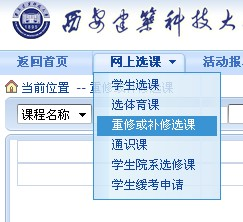 西安建筑科技大
返回首页 网上选课 活动报
当前位置 -- 重修
学生选课
选体育课
课程名称
重修或补修选课
通识课
学生院系选修课
学生缓考申请